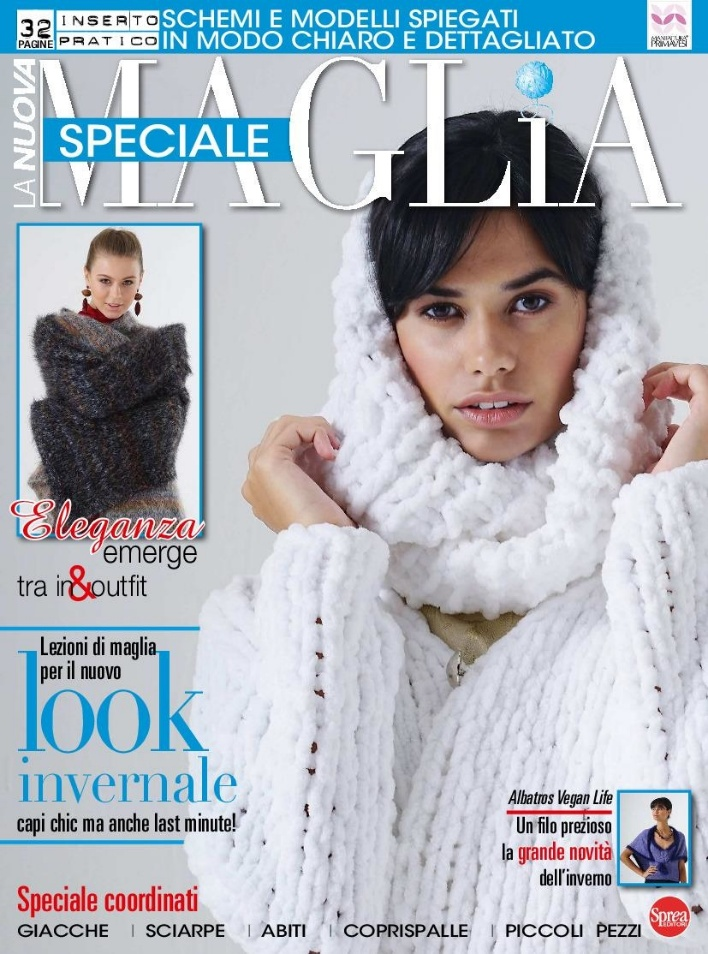 32
PAGINE
INSERTO
PRATICO
SCHEMI E MODELLI SPIEGATI
IN MODO CHIARO E DETTAGLIATO
MANIFATTURA
PRIMAVESI
LA NUOVA
MAGLiA
SPECIALE
Eleganza
emerge
tra in&outfit
Lezioni di maglia
per il nuovo
look
invernale
capi chic ma anche last minute!
Albatros Vegan Life
Un filo prezioso
la grande novità
dell'inverno
Speciale coordinati
GIACCHE | SCIARPE | ABITI | COPRISPALLE | PICCOLI PEZZI
Sprea
EDITORI